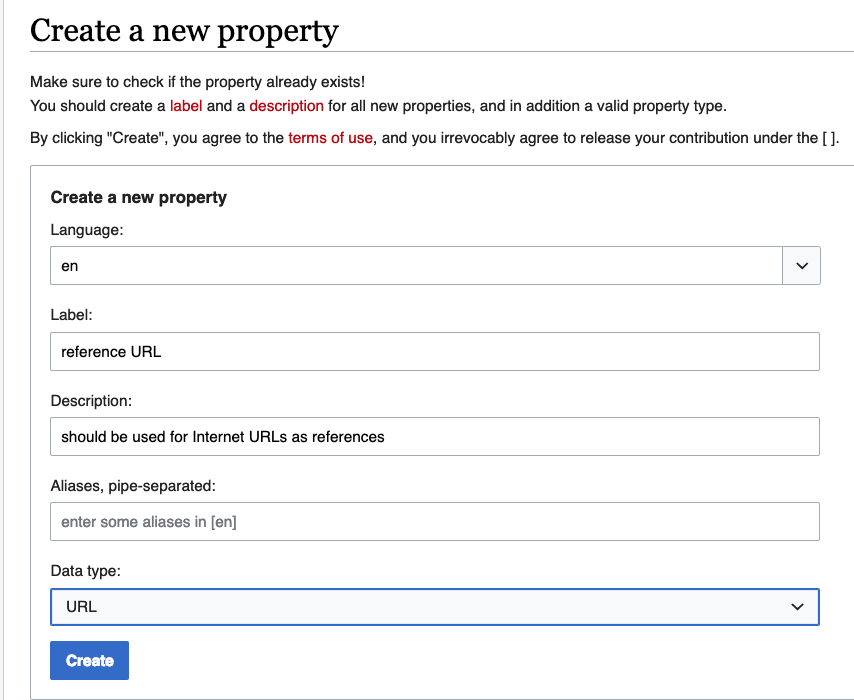 Create a new property
Make sure to check if the property already exists!
You should create a label and a description for all new properties, and in addition a valid property type.
By clicking "Create", you agree to the terms of use, and you irrevocably agree to release your contribution under the [ ].
Create a new property
Language:
en
Label:
reference URL
Description:
should be used for Internet URLs as references
Aliases, pipe-separated:
enter some aliases in [en]
Data type:
URL
Create